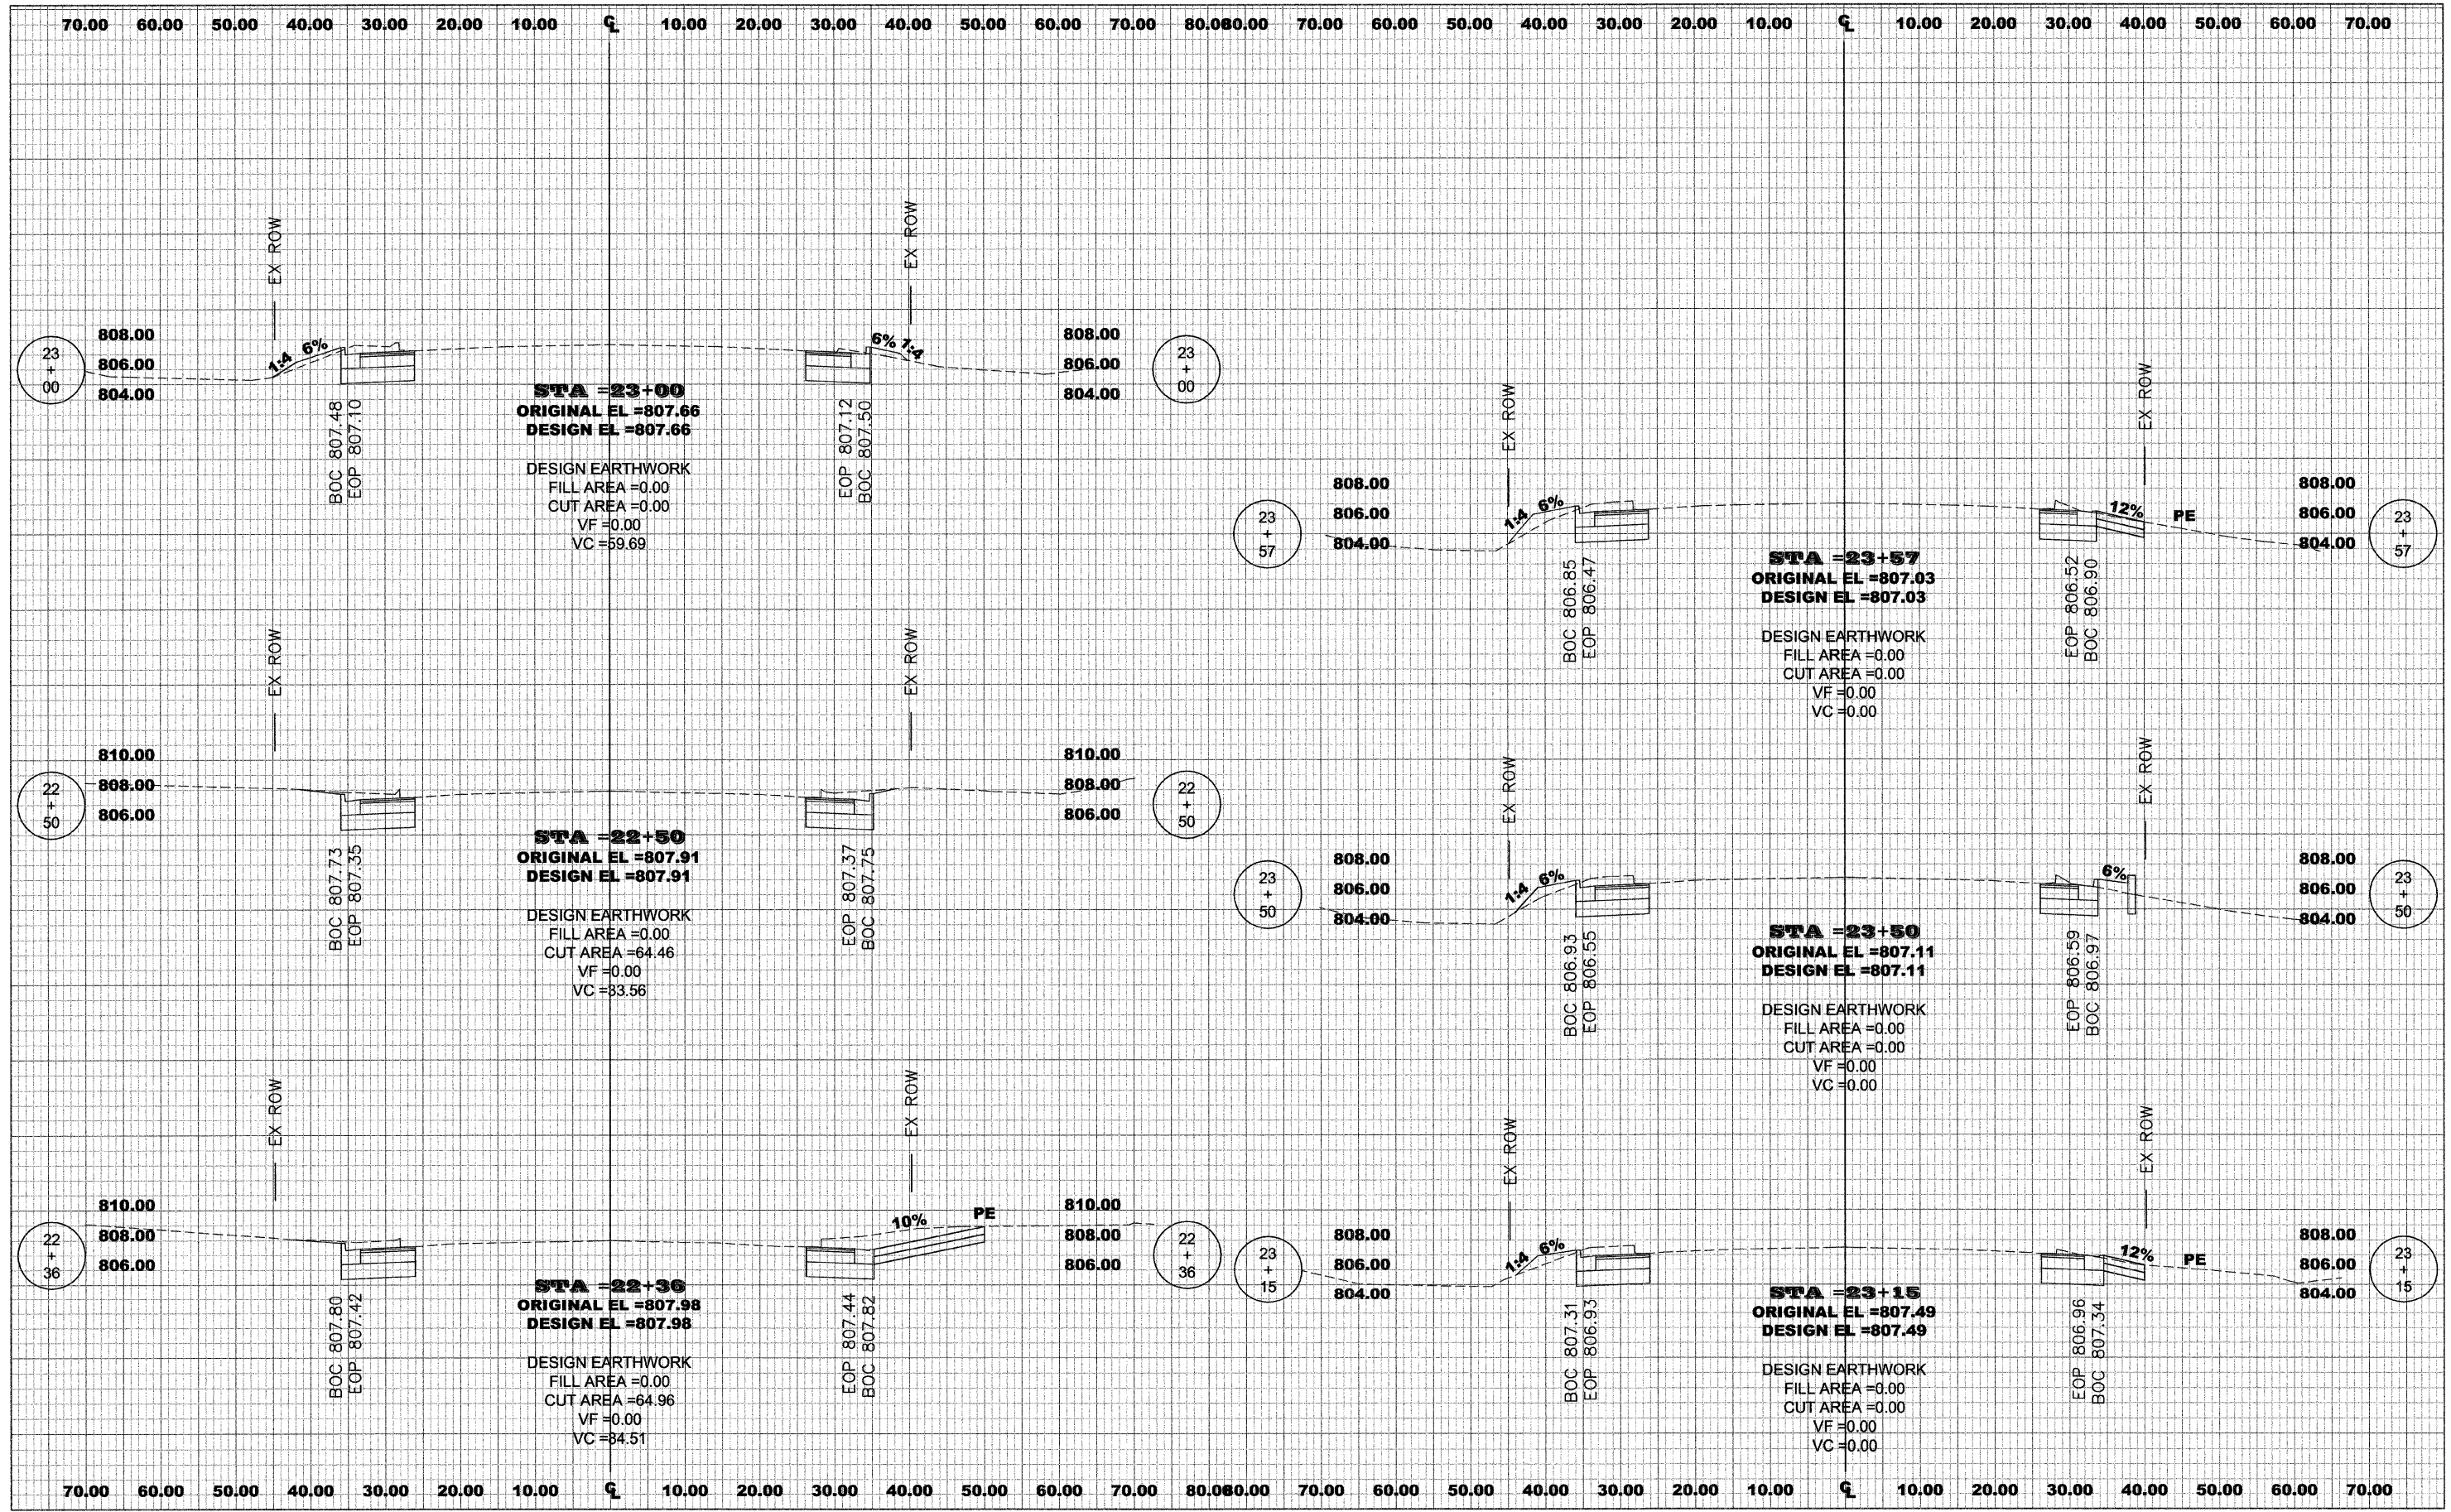 70.00 60.00 50.00 40.00 30.00 20.00 10.00 ℄ 10.00 20.00 30.00 40.00 50.00 60.00 70.00 80.00 80.00 70.00 60.00 50.00 40.00 30.00 20.00 10.00 ℄ 10.00 20.00 30.00 40.00 50.00 60.00 70.00
EX ROW
EX ROW
23
+
00
808.00
806.00
804.00
1:4 6%
6% 1:4
808.00
806.00
804.00
23
+
00
BOC 807.48
EOP 807.10
STA =23+00
ORIGINAL EL =807.66
DESIGN EL =807.66
DESIGN EARTHWORK
FILL AREA =0.00
CUT AREA =0.00
VF =0.00
VC =59.69
EOP 807.12
BOC 807.50
EX ROW
EX ROW
22
+
50
810.00
808.00
806.00
810.00
808.00
806.00
22
+
50
BOC 807.73
EOP 807.35
STA =22+50
ORIGINAL EL =807.91
DESIGN EL =807.91
DESIGN EARTHWORK
FILL AREA =0.00
CUT AREA =64.46
VF =0.00
VC =33.56
EOP 807.37
BOC 807.75
EX ROW
EX ROW
22
+
36
810.00
808.00
806.00
10%
PE
810.00
808.00
806.00
22
+
36
BOC 807.80
EOP 807.42
STA =22+36
ORIGINAL EL =807.98
DESIGN EL =807.98
DESIGN EARTHWORK
FILL AREA =0.00
CUT AREA =64.96
VF =0.00
VC =84.51
EOP 807.44
BOC 807.82
EX ROW
EX ROW
23
+
57
808.00
806.00
804.00
1:4 6%
12%
PE
808.00
806.00
804.00
23
+
57
BOC 806.85
EOP 806.47
STA =23+57
ORIGINAL EL =807.03
DESIGN EL =807.03
DESIGN EARTHWORK
FILL AREA =0.00
CUT AREA =0.00
VF =0.00
VC =0.00
EOP 806.52
BOC 806.90
EX ROW
EX ROW
23
+
50
808.00
806.00
804.00
1:4 6%
6%
808.00
806.00
804.00
23
+
50
BOC 806.93
EOP 806.55
STA =23+50
ORIGINAL EL =807.11
DESIGN EL =807.11
DESIGN EARTHWORK
FILL AREA =0.00
CUT AREA =0.00
VF =0.00
VC =0.00
EOP 806.59
BOC 806.97
EX ROW
EX ROW
23
+
15
808.00
806.00
804.00
1:4 6%
12%
PE
808.00
806.00
804.00
23
+
15
BOC 807.31
EOP 806.93
STA =23+15
ORIGINAL EL =807.49
DESIGN EL =807.49
DESIGN EARTHWORK
FILL AREA =0.00
CUT AREA =0.00
VF =0.00
VC =0.00
EOP 806.96
BOC 807.34
70.00 60.00 50.00 40.00 30.00 20.00 10.00 ℄ 10.00 20.00 30.00 40.00 50.00 60.00 70.00 80.00 80.00 70.00 60.00 50.00 40.00 30.00 20.00 10.00 ℄ 10.00 20.00 30.00 40.00 50.00 60.00 70.00